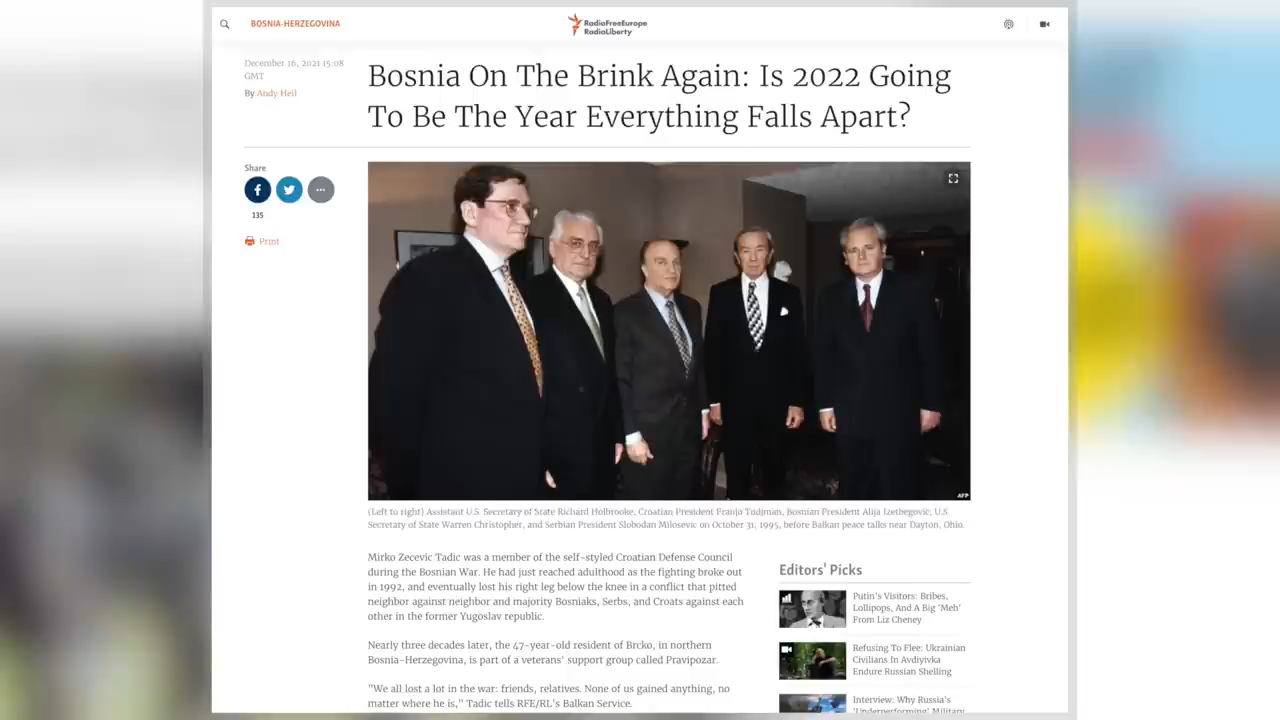 BOSNIA-HERZEGOVINA
RadioFreeEurope
RadioLiberty
December 16, 2021 15:08
GMT
By Andy Heil
Bosnia On The Brink Again: Is 2022 Going
To Be The Year Everything Falls Apart?
Share
135
Print
AFP
(Left to right) Assistant U.S. Secretary of State Richard Holbrooke, Croatian President Franjo Tudjman, Bosnian President Alija Izetbegovic, U.S.
Secretary of State Warren Christopher, and Serbian President Slobodan Milosevic on October 31, 1995, before Balkan peace talks near Dayton, Ohio.
Mirko Zecevic Tadic was a member of the self-styled Croatian Defense Council
during the Bosnian War. He had just reached adulthood as the fighting broke out
in 1992, and eventually lost his right leg below the knee in a conflict that pitted
neighbor against neighbor and majority Bosniaks, Serbs, and Croats against each
other in the former Yugoslav republic.
Nearly three decades later, the 47-year-old resident of Brcko, in northern
Bosnia-Herzegovina, is part of a veterans' support group called Pravipozar.
"We all lost a lot in the war: friends, relatives. None of us gained anything, no
matter where he is," Tadic tells RFE/RL's Balkan Service.
Editors' Picks
Putin's Visitors: Bribes,
Lollipops, And A Big 'Meh'
From Liz Cheney
Refusing To Flee: Ukrainian
Civilians In Avdiyivka
Endure Russian Shelling
Interview: Why Russia's
'Underperforming' Military